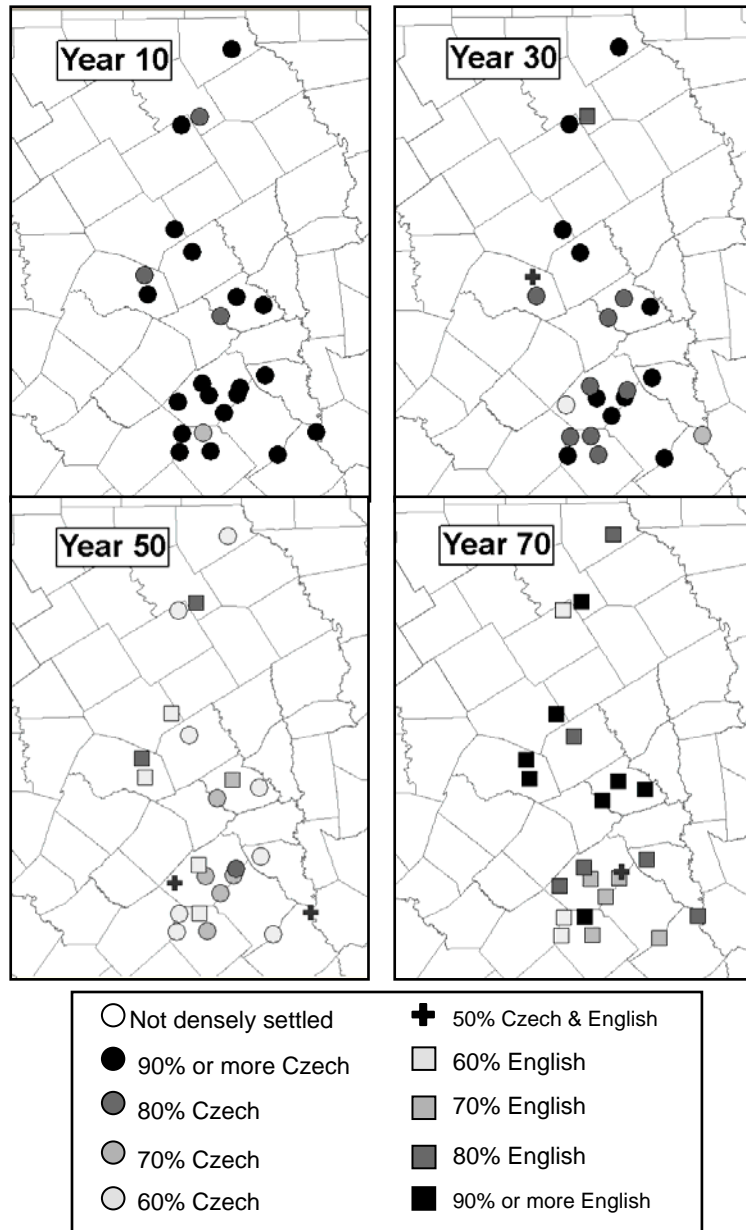 Year 10
Year 30
Year 50
Year 70
Not densely settled
90% or more Czech
80% Czech
70% Czech
60% Czech
50% Czech & English
60% English
70% English
80% English
90% or more English